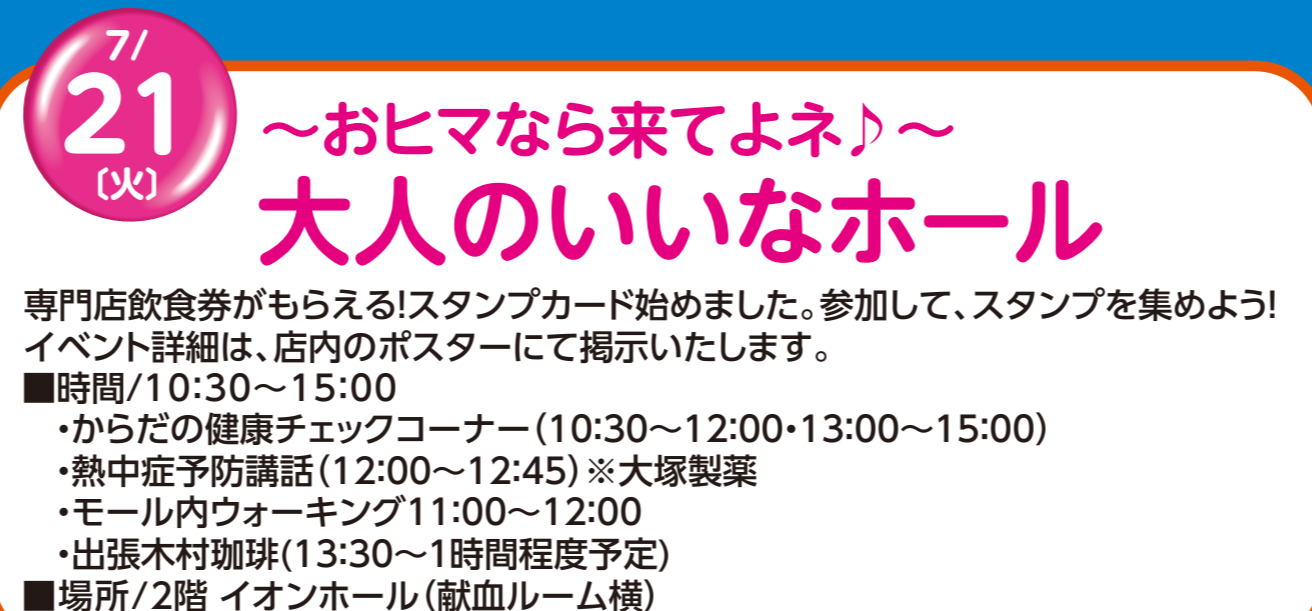 7/
21
〔火〕
～おヒマなら来てよネ♪～
大人のいいなホール
専門店飲食券がもらえる!スタンプカード始めました。参加して、スタンプを集めよう!
イベント詳細は、店内のポスターにて掲示いたします。
■時間/10:30～15:00
・からだの健康チェックコーナー(10:30～12:00・13:00～15:00)
・熱中症予防講話(12:00～12:45)※大塚製薬
・モール内ウォーキング11:00～12:00
・出張木村珈琲(13:30～1時間程度予定)
■場所/2階 イオンホール(献血ルーム横)